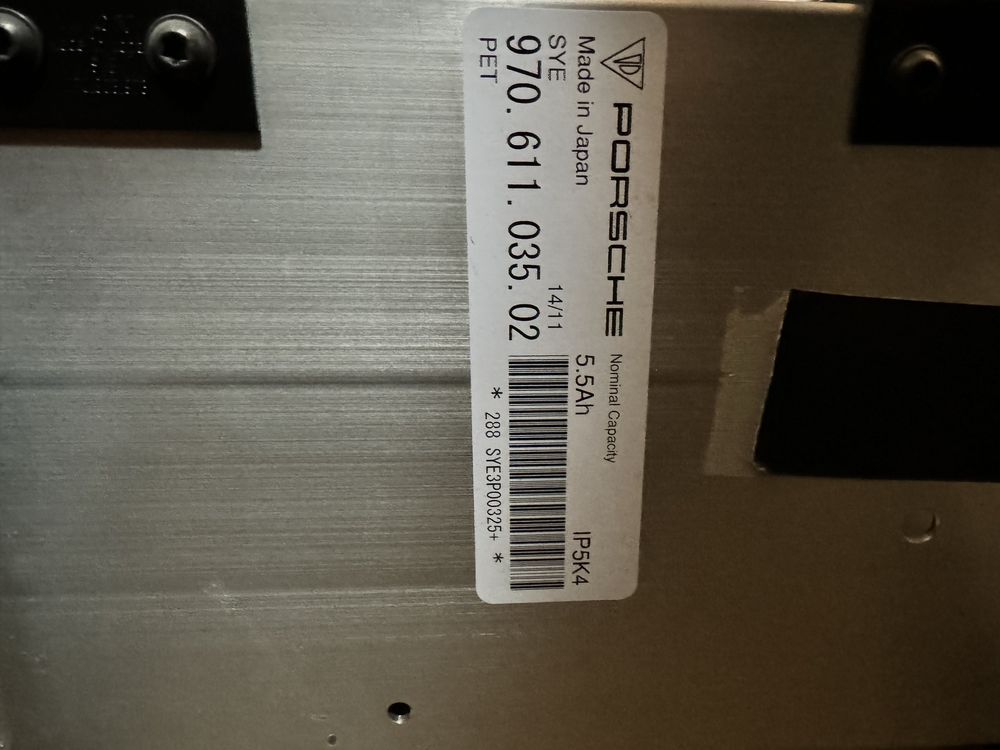 PORSCHE
Nominal Capacity
Made in Japan
5.5Ah
IP5K4
SYE
14/11
970.611.035.02
PET
* 288 SYE3P00325+ *